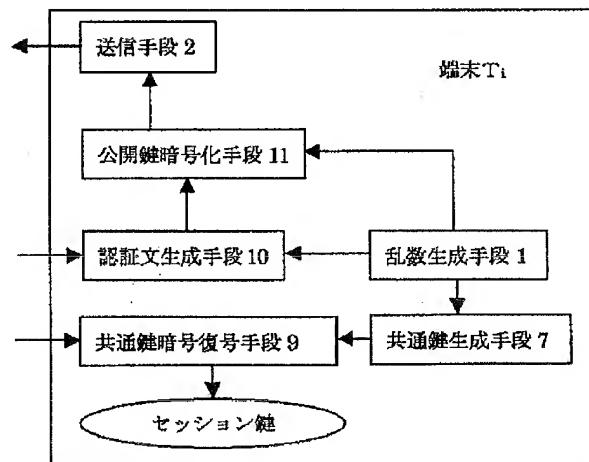 送信手段 2
端末Ti
公開鍵暗号化手段 11
認証文生成手段 10
乱数生成手段 1
共通鍵暗号復号手段 9
共通鍵生成手段 7
セッション鍵